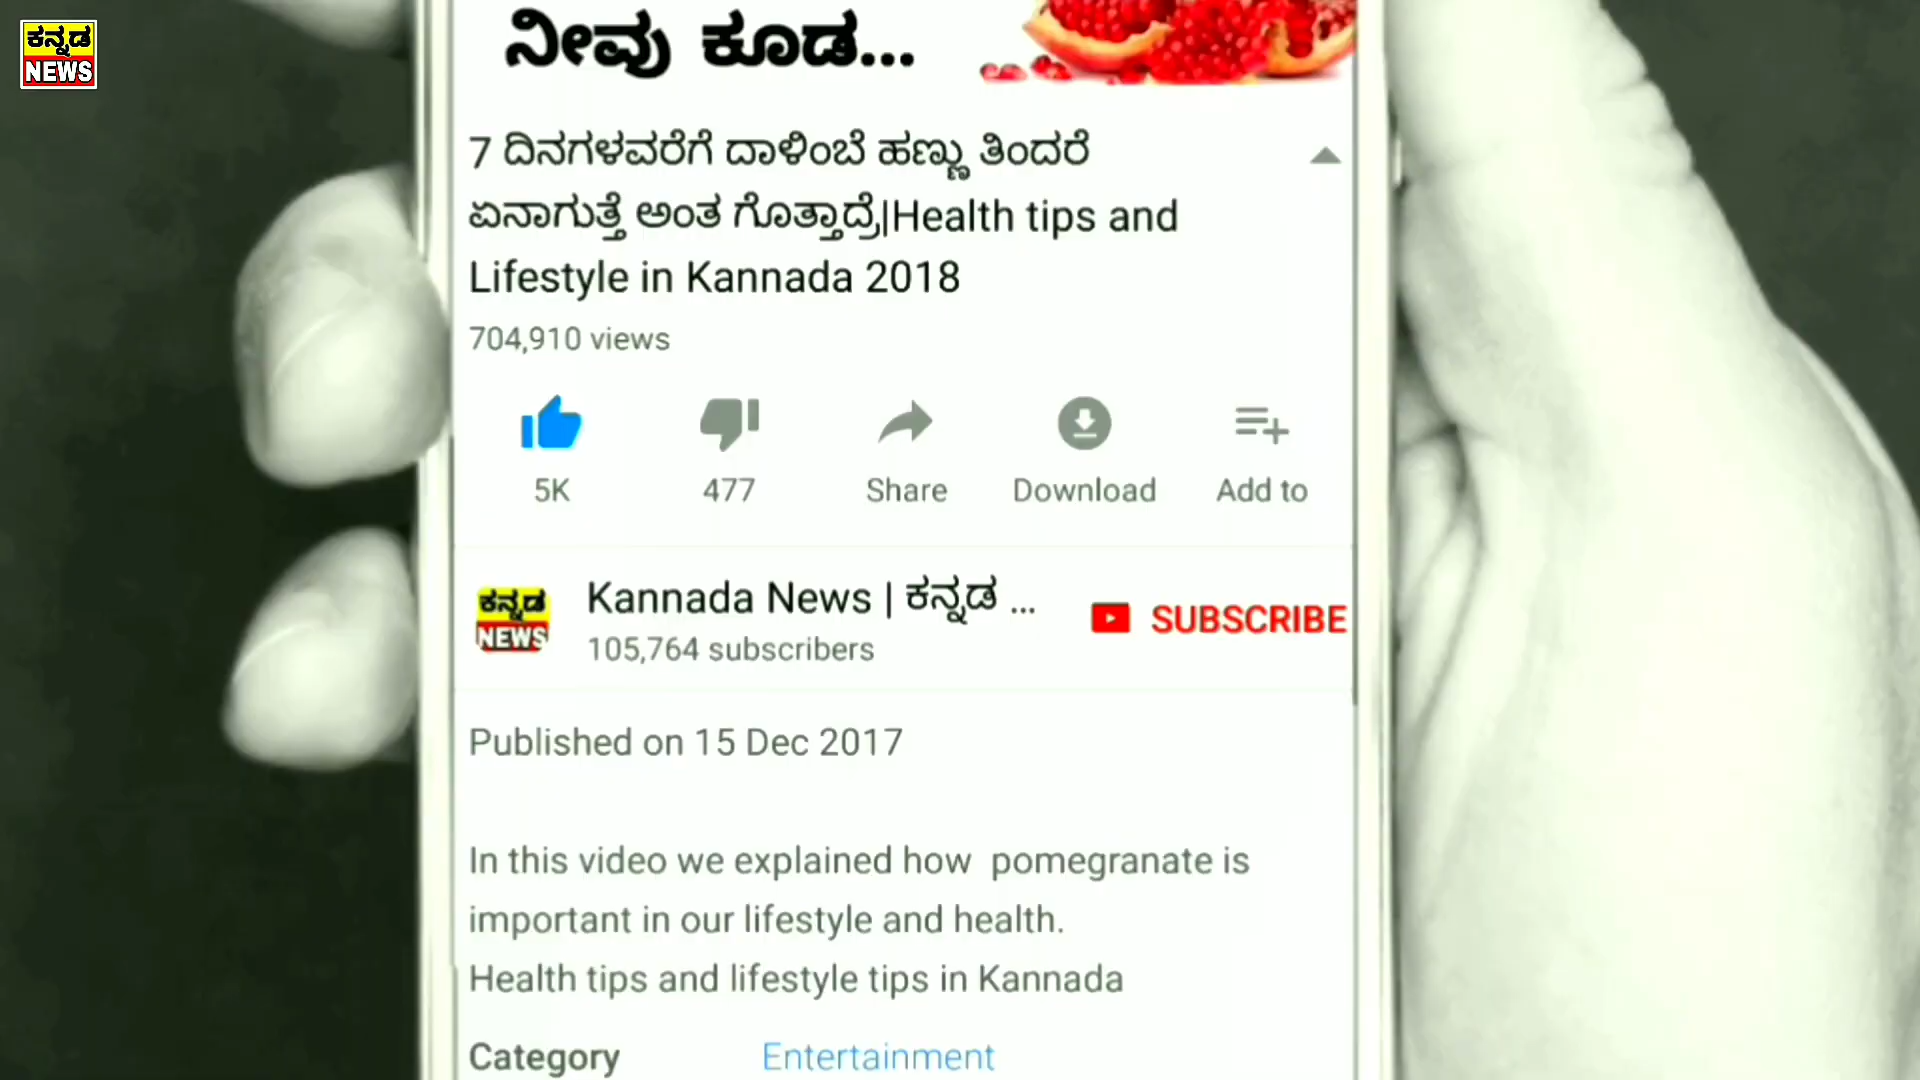 ಕನ್ನಡ
NEWS
ನೀವು ಕೂಡ...
7 ದಿನಗಳವರೆಗೆ ದಾಳಿಂಬೆ ಹಣ್ಣು ತಿಂದರೆ
ಏನಾಗುತ್ತೆ ಅಂತ ಗೊತ್ತಾದ್ರೆ|Health tips and
Lifestyle in Kannada 2018
704,910 views
5K 477 Share Download Add to
ಕನ್ನಡ
NEWS
Kannada News | ಕನ್ನಡ ...
105,764 subscribers
SUBSCRIBE
Published on 15 Dec 2017
In this video we explained how  pomegranate is
important in our lifestyle and health.
Health tips and lifestyle tips in Kannada
Category Entertainment